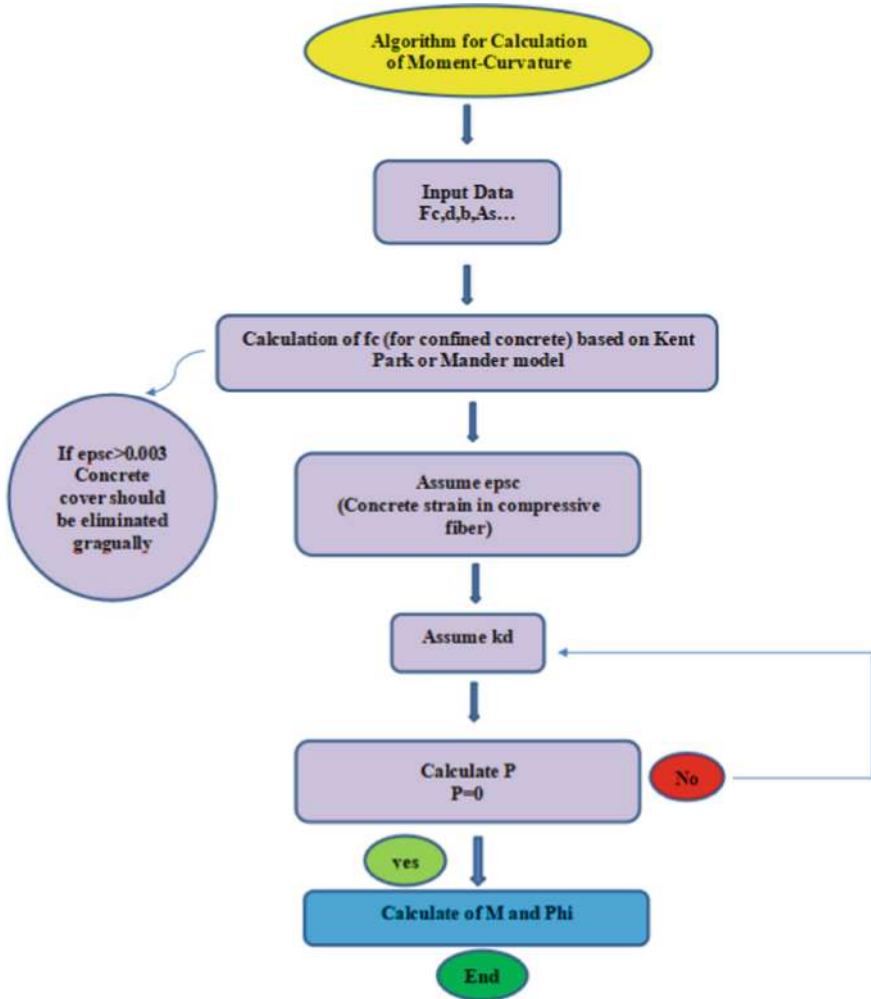 Algorithm for Calculation
of Moment-Curvature
Input Data
Fc,d,b,As…
Calculation of fc (for confined concrete) based on Kent
Park or Mander model
If epsc>0.003
Concrete
cover should
be eliminated
gragually
Assume epsc
(Concrete strain in compressive
fiber)
Assume kd
Calculate P
P=0
No
yes
Calculate of M and Phi
End